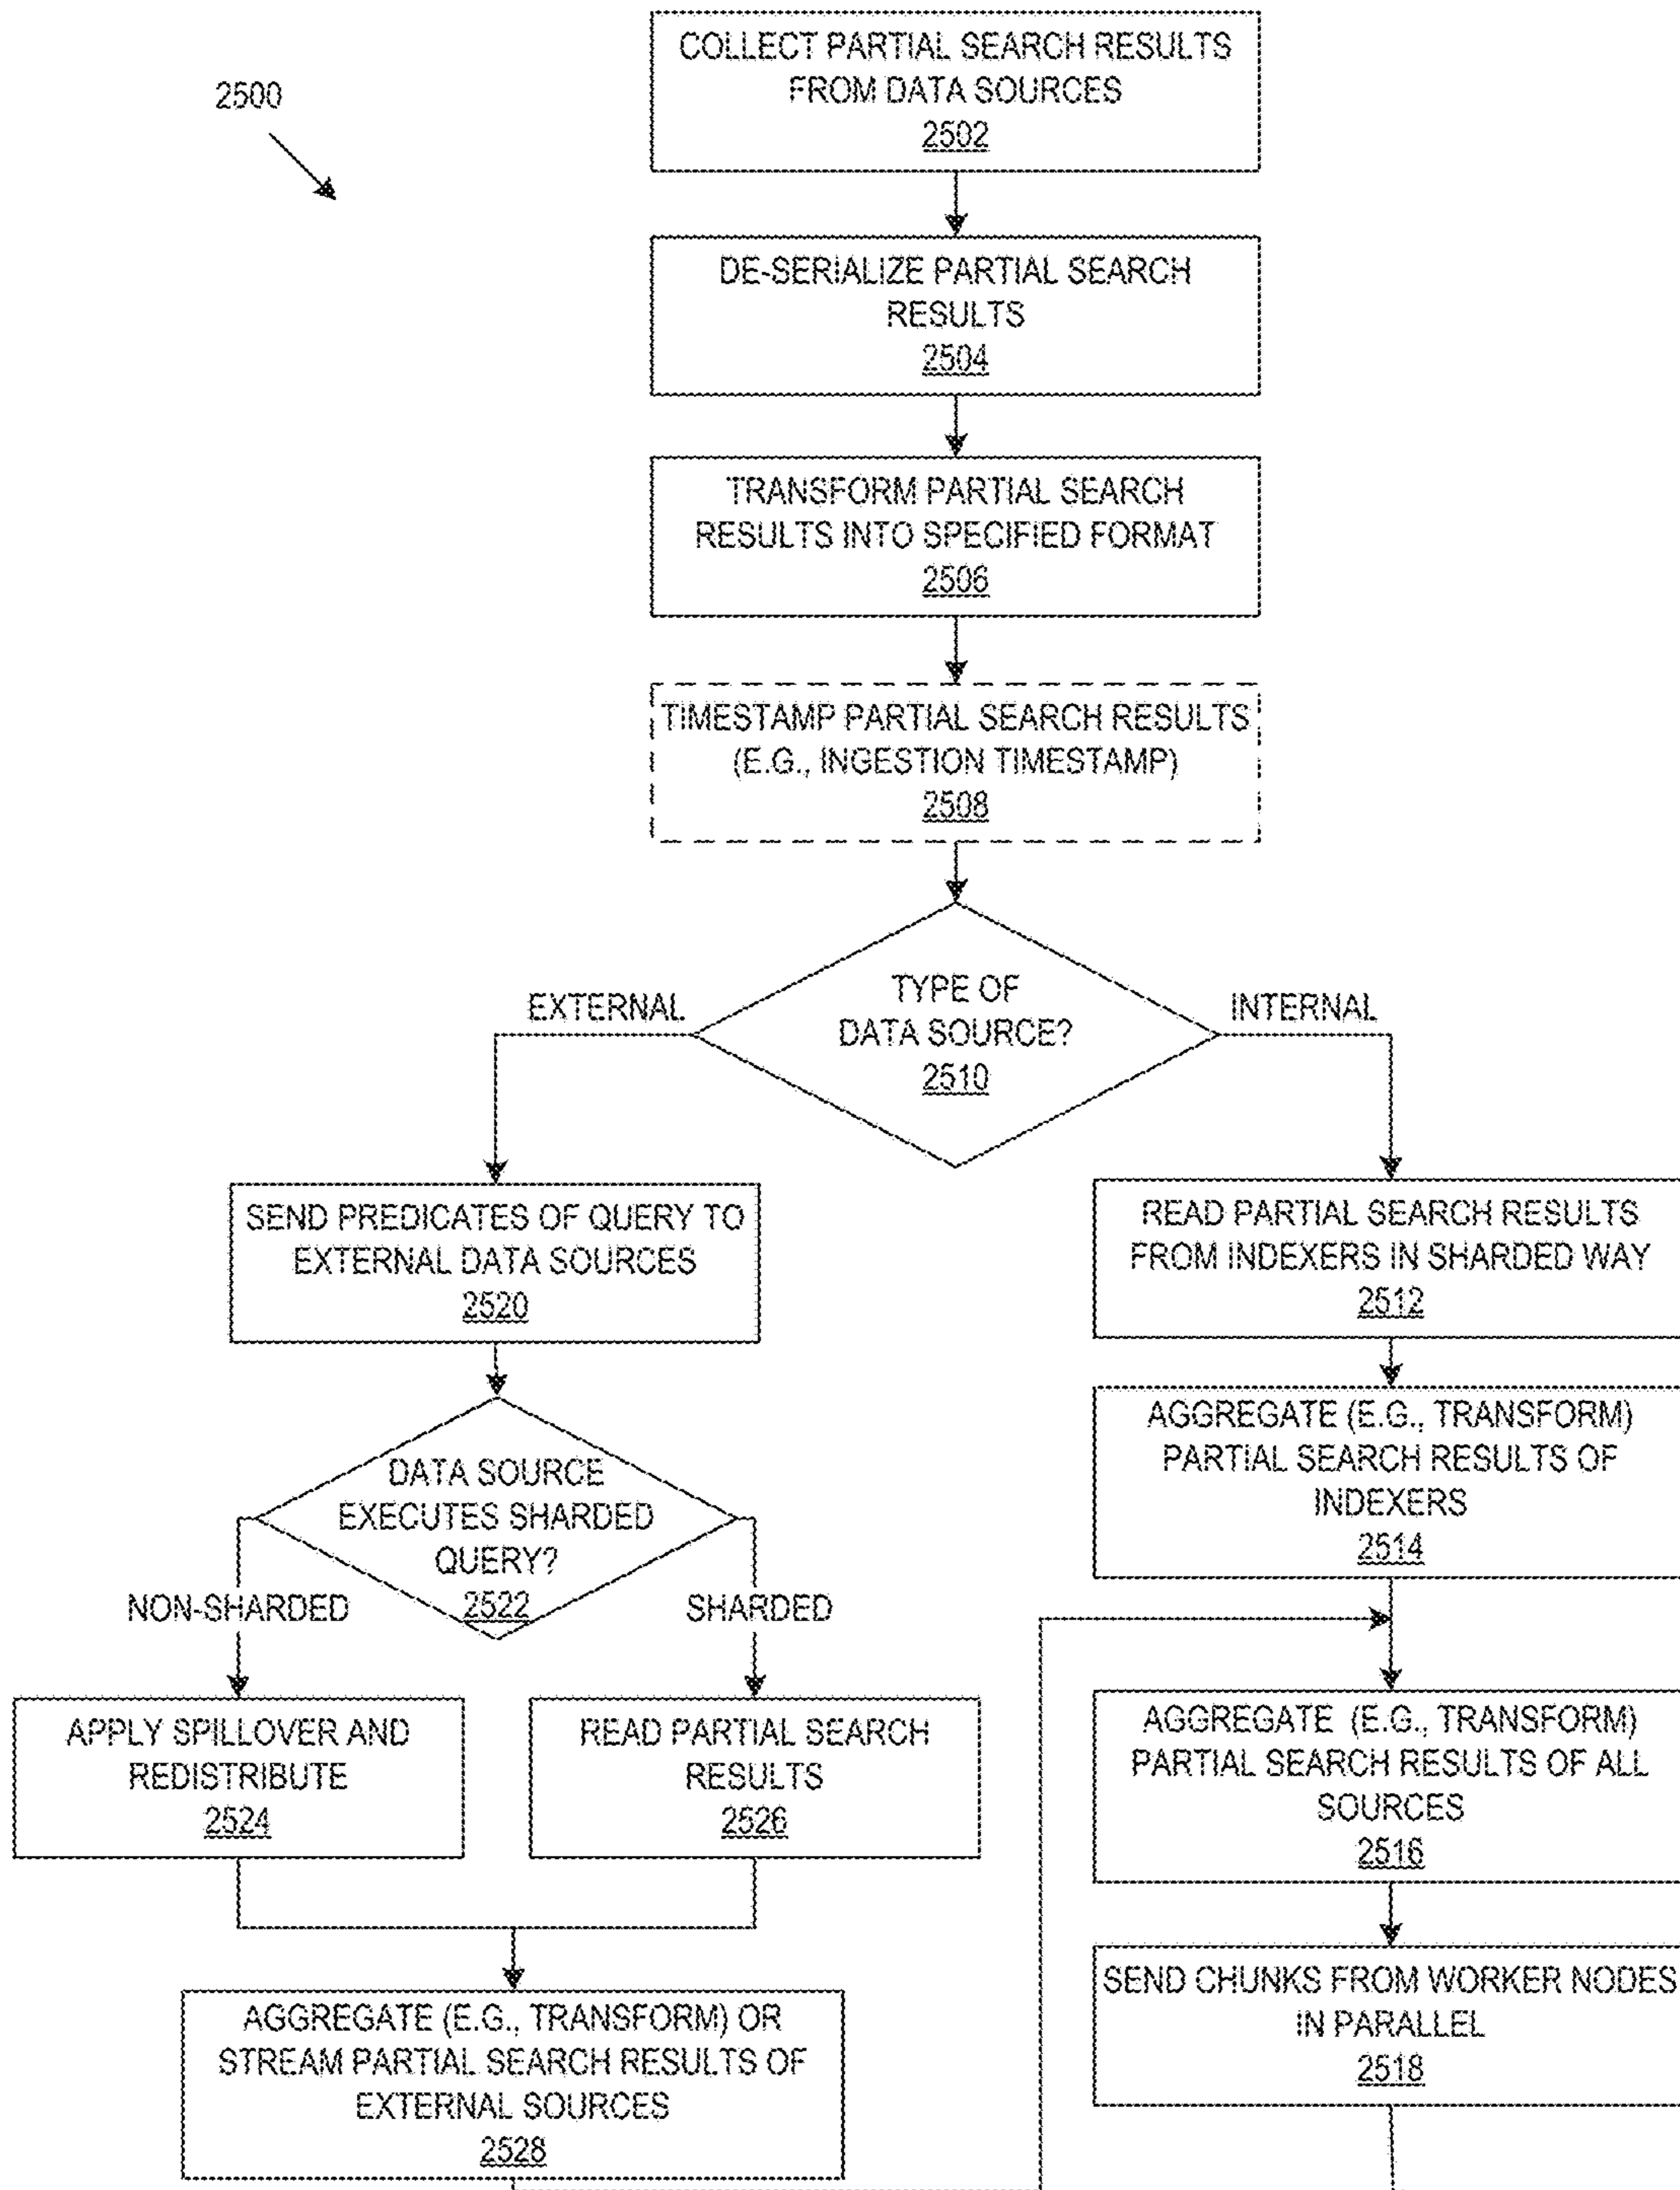 2500
COLLECT PARTIAL SEARCH RESULTS
FROM DATA SOURCES
2502
DE-SERIALIZE PARTIAL SEARCH
RESULTS
2504
TRANSFORM PARTIAL SEARCH
RESULTS INTO SPECIFIED FORMAT
2506
TIMESTAMP PARTIAL SEARCH RESULTS
(E.G., INGESTION TIMESTAMP)
2508
TYPE OF
DATA SOURCE?
2510
EXTERNAL
INTERNAL
SEND PREDICATES OF QUERY TO
EXTERNAL DATA SOURCES
2520
DATA SOURCE
EXECUTES SHARDED
QUERY?
2522
NON-SHARDED
SHARDED
APPLY SPILLOVER AND
REDISTRIBUTE
2524
READ PARTIAL SEARCH
RESULTS
2526
AGGREGATE (E.G., TRANSFORM) OR
STREAM PARTIAL SEARCH RESULTS OF
EXTERNAL SOURCES
2528
READ PARTIAL SEARCH RESULTS
FROM INDEXERS IN SHARDED WAY
2512
AGGREGATE (E.G., TRANSFORM)
PARTIAL SEARCH RESULTS OF
INDEXERS
2514
AGGREGATE (E.G., TRANSFORM)
PARTIAL SEARCH RESULTS OF ALL
SOURCES
2516
SEND CHUNKS FROM WORKER NODES
IN PARALLEL
2518